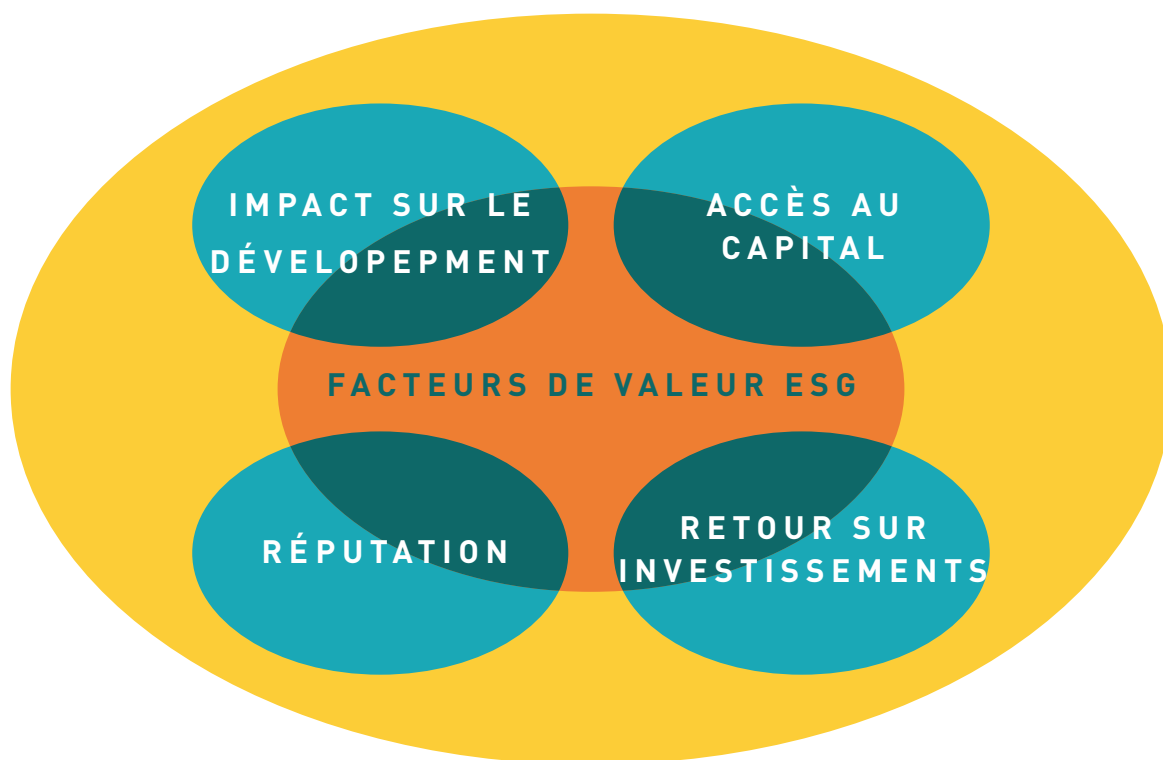 IMPACT SUR LE
DÉVELOPEPMENT
ACCÈS AU
CAPITAL
FACTEURS DE VALEUR ESG
RÉPUTATION
RETOUR SUR
INVESTISSEMENTS